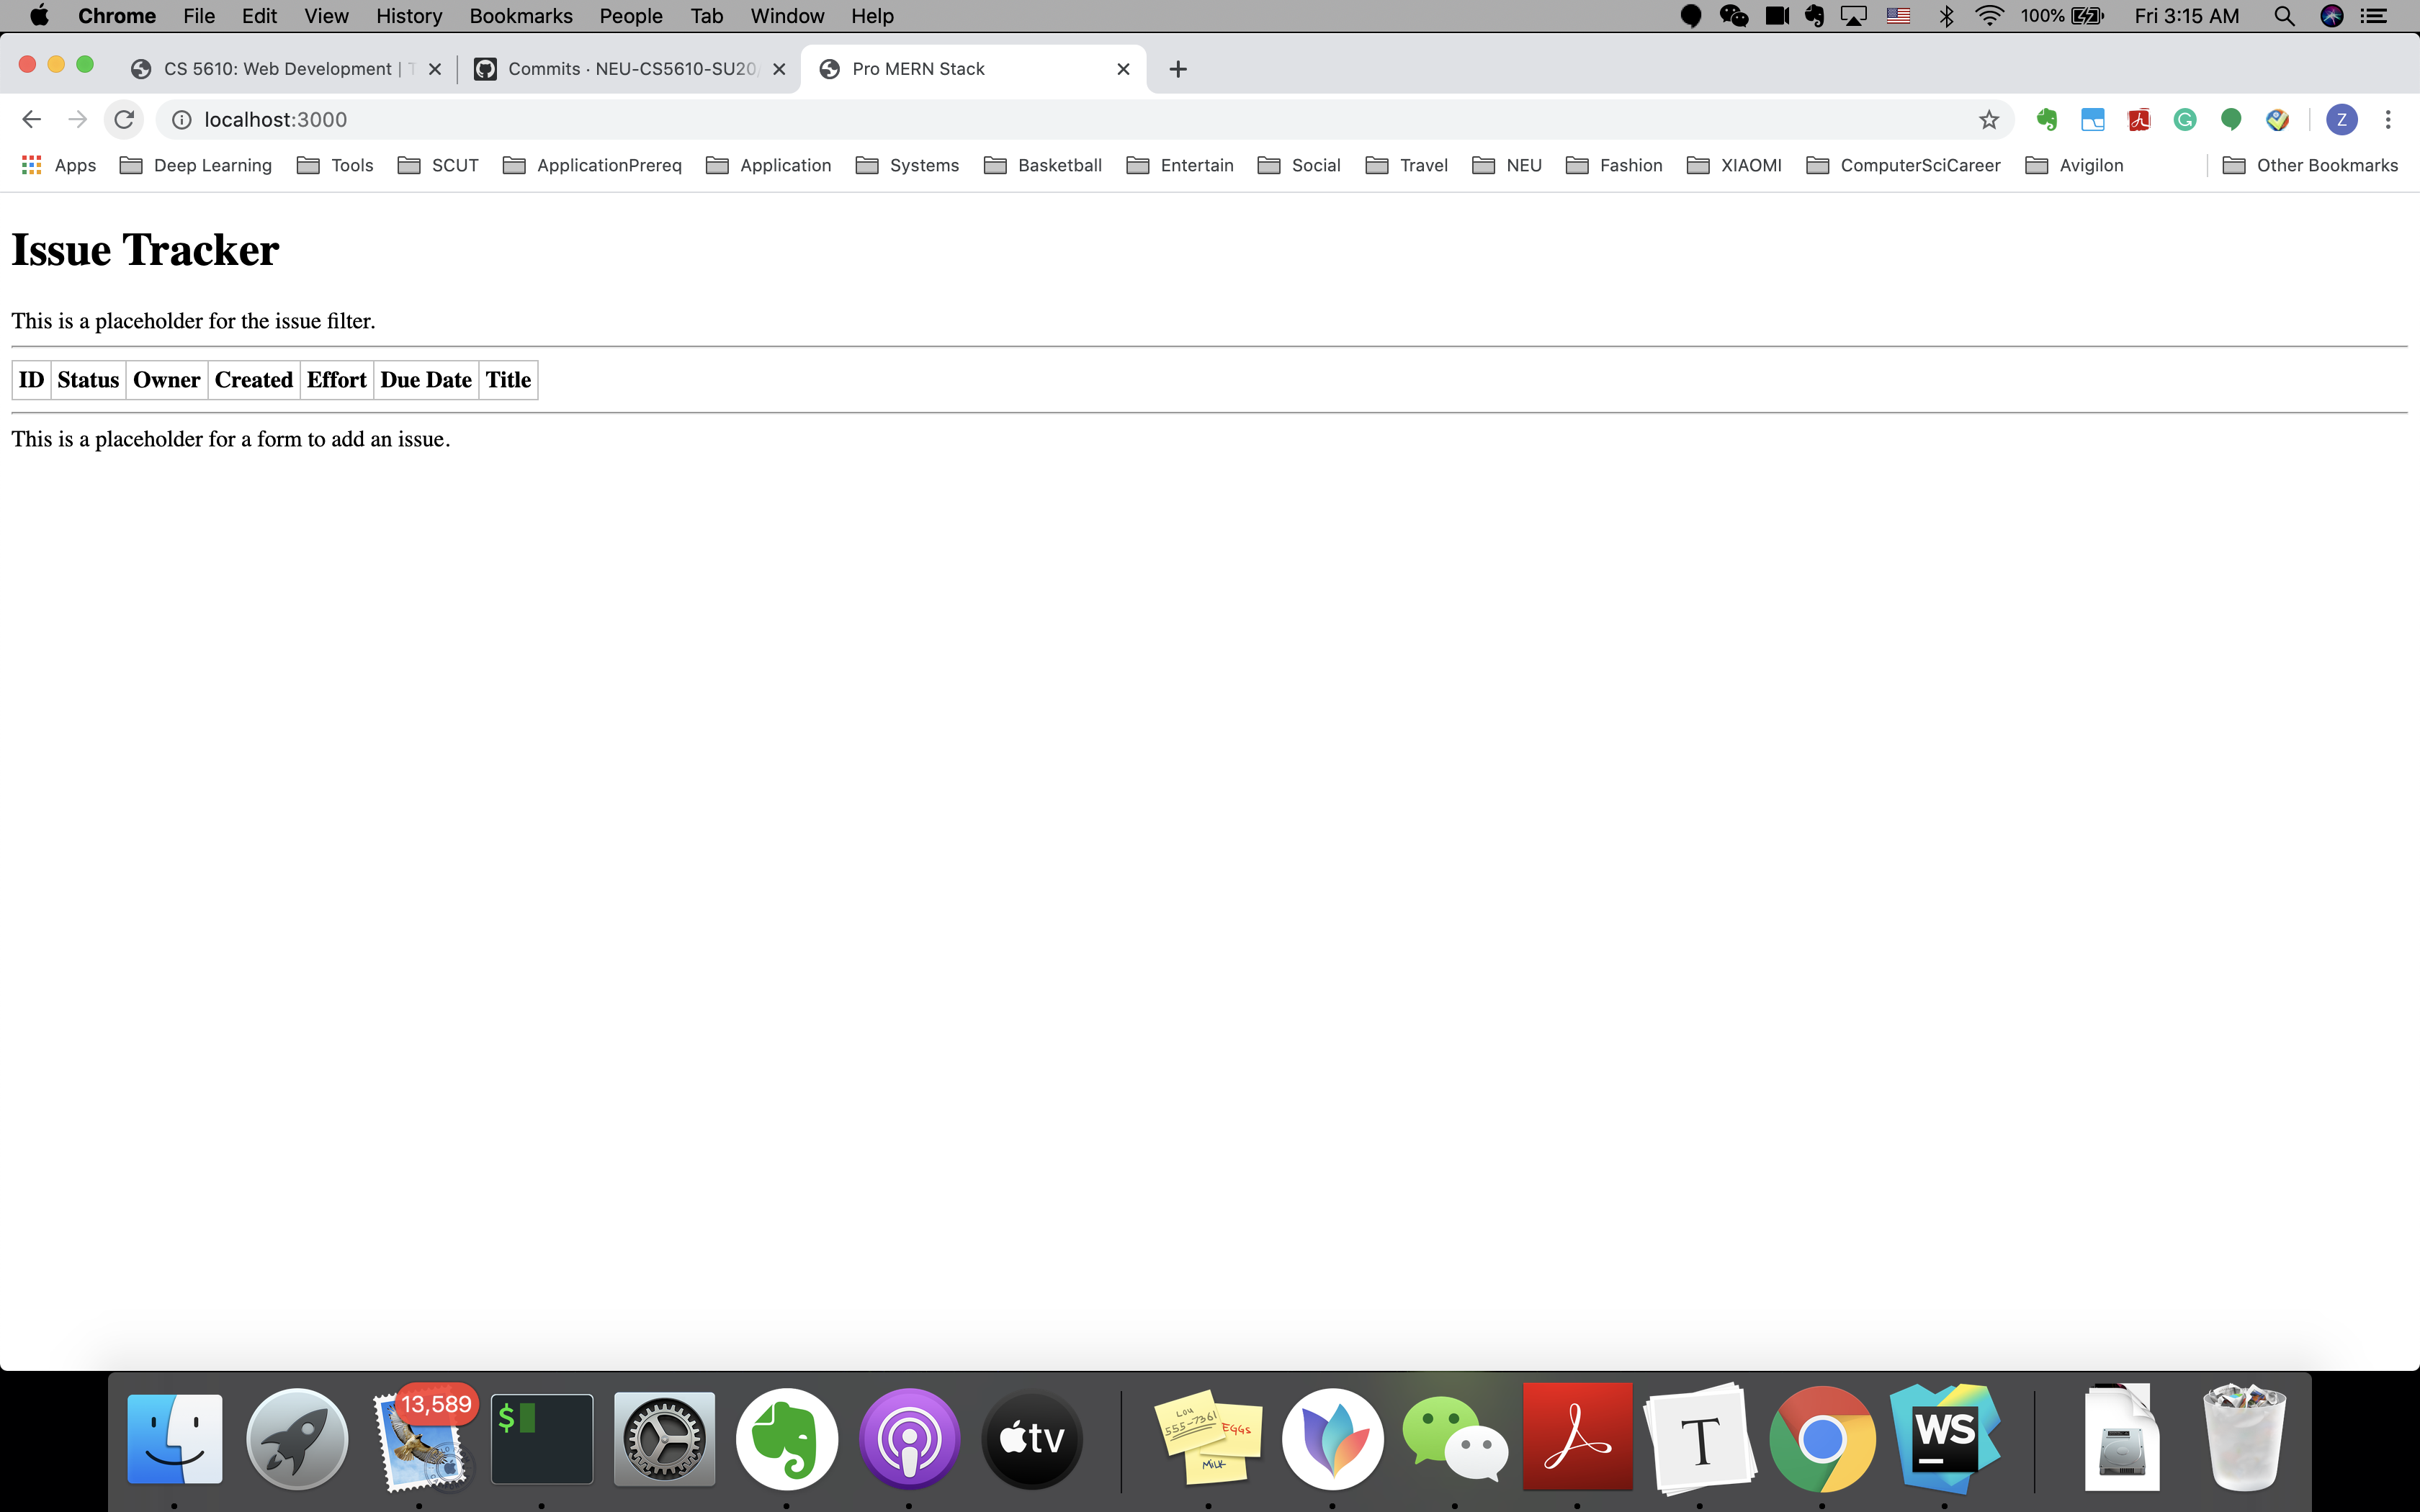 Chrome File Edit View History Bookmarks People Tab Window Help 100% Fri 3:15 AM
CS 5610: Web Development | T Commits · NEU-CS5610-SU20/ Pro MERN Stack
localhost:3000 Z
Apps Deep Learning Tools SCUT ApplicationPrereq Application Systems Basketball Entertain Social Travel NEU Fashion XIAOMI ComputerSciCareer Avigilon Other Bookmarks
Issue Tracker
This is a placeholder for the issue filter.
ID Status Owner Created Effort Due Date Title
This is a placeholder for a form to add an issue.
13,589
$
tv
Lou
555-7361
EGGS
MILK
T
WS